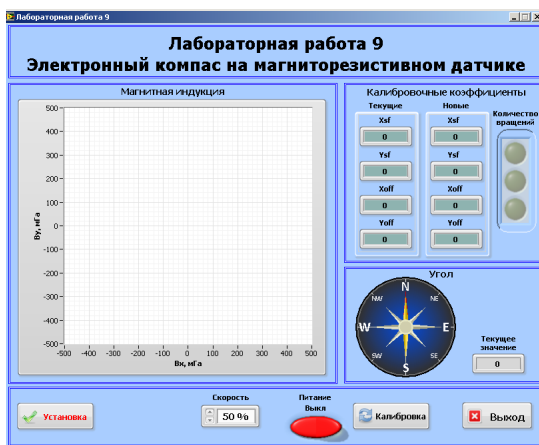 Лабораторная работа 9
Лабораторная работа 9
Электронный компас на магниторезистивном датчике
Магнитная индукция
500
400
300
200
100
0
-100
-200
-300
-400
-500
By, мГа
-500 -400 -300 -200 -100 0 100 200 300 400 500
Bx, мГа
Калибровочные коэффициенты
Текущие
Новые
Количество
вращений
Xsf
0
Ysf
0
Xoff
0
Yoff
0
Xsf
0
Ysf
0
Xoff
0
Yoff
0
Угол
N
NE
E
SE
S
SW
W
NW
Текущее
значение
0
Установка
Скорость
50 %
Питание
Выкл
Калибровка
Выход